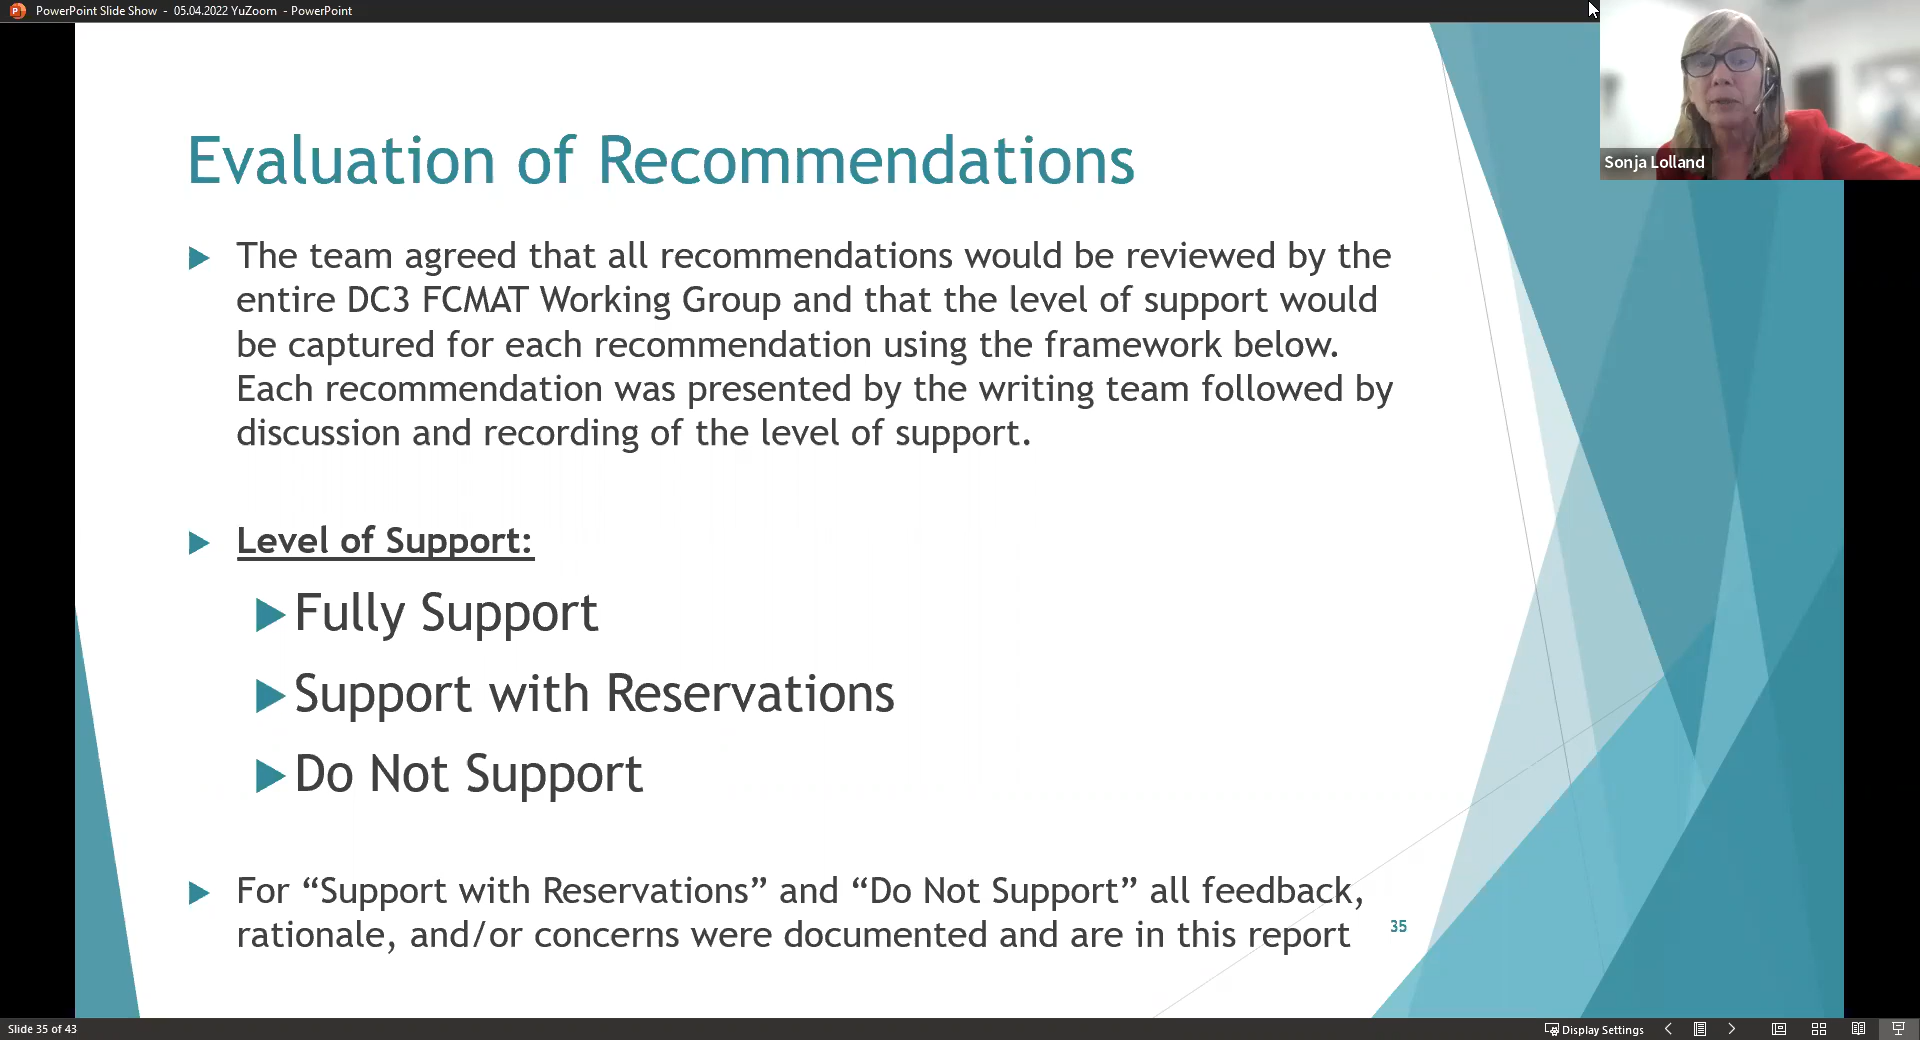 PowerPoint Slide Show - 05.04.2022 YuZoom - PowerPoint
Sonja Lolland
Evaluation of Recommendations
The team agreed that all recommendations would be reviewed by the
entire DC3 FCMAT Working Group and that the level of support would
be captured for each recommendation using the framework below.
Each recommendation was presented by the writing team followed by
discussion and recording of the level of support.
Level of Support:
Fully Support
Support with Reservations
Do Not Support
For “Support with Reservations” and “Do Not Support” all feedback,
rationale, and/or concerns were documented and are in this report
35
Slide 35 of 43
Display Settings